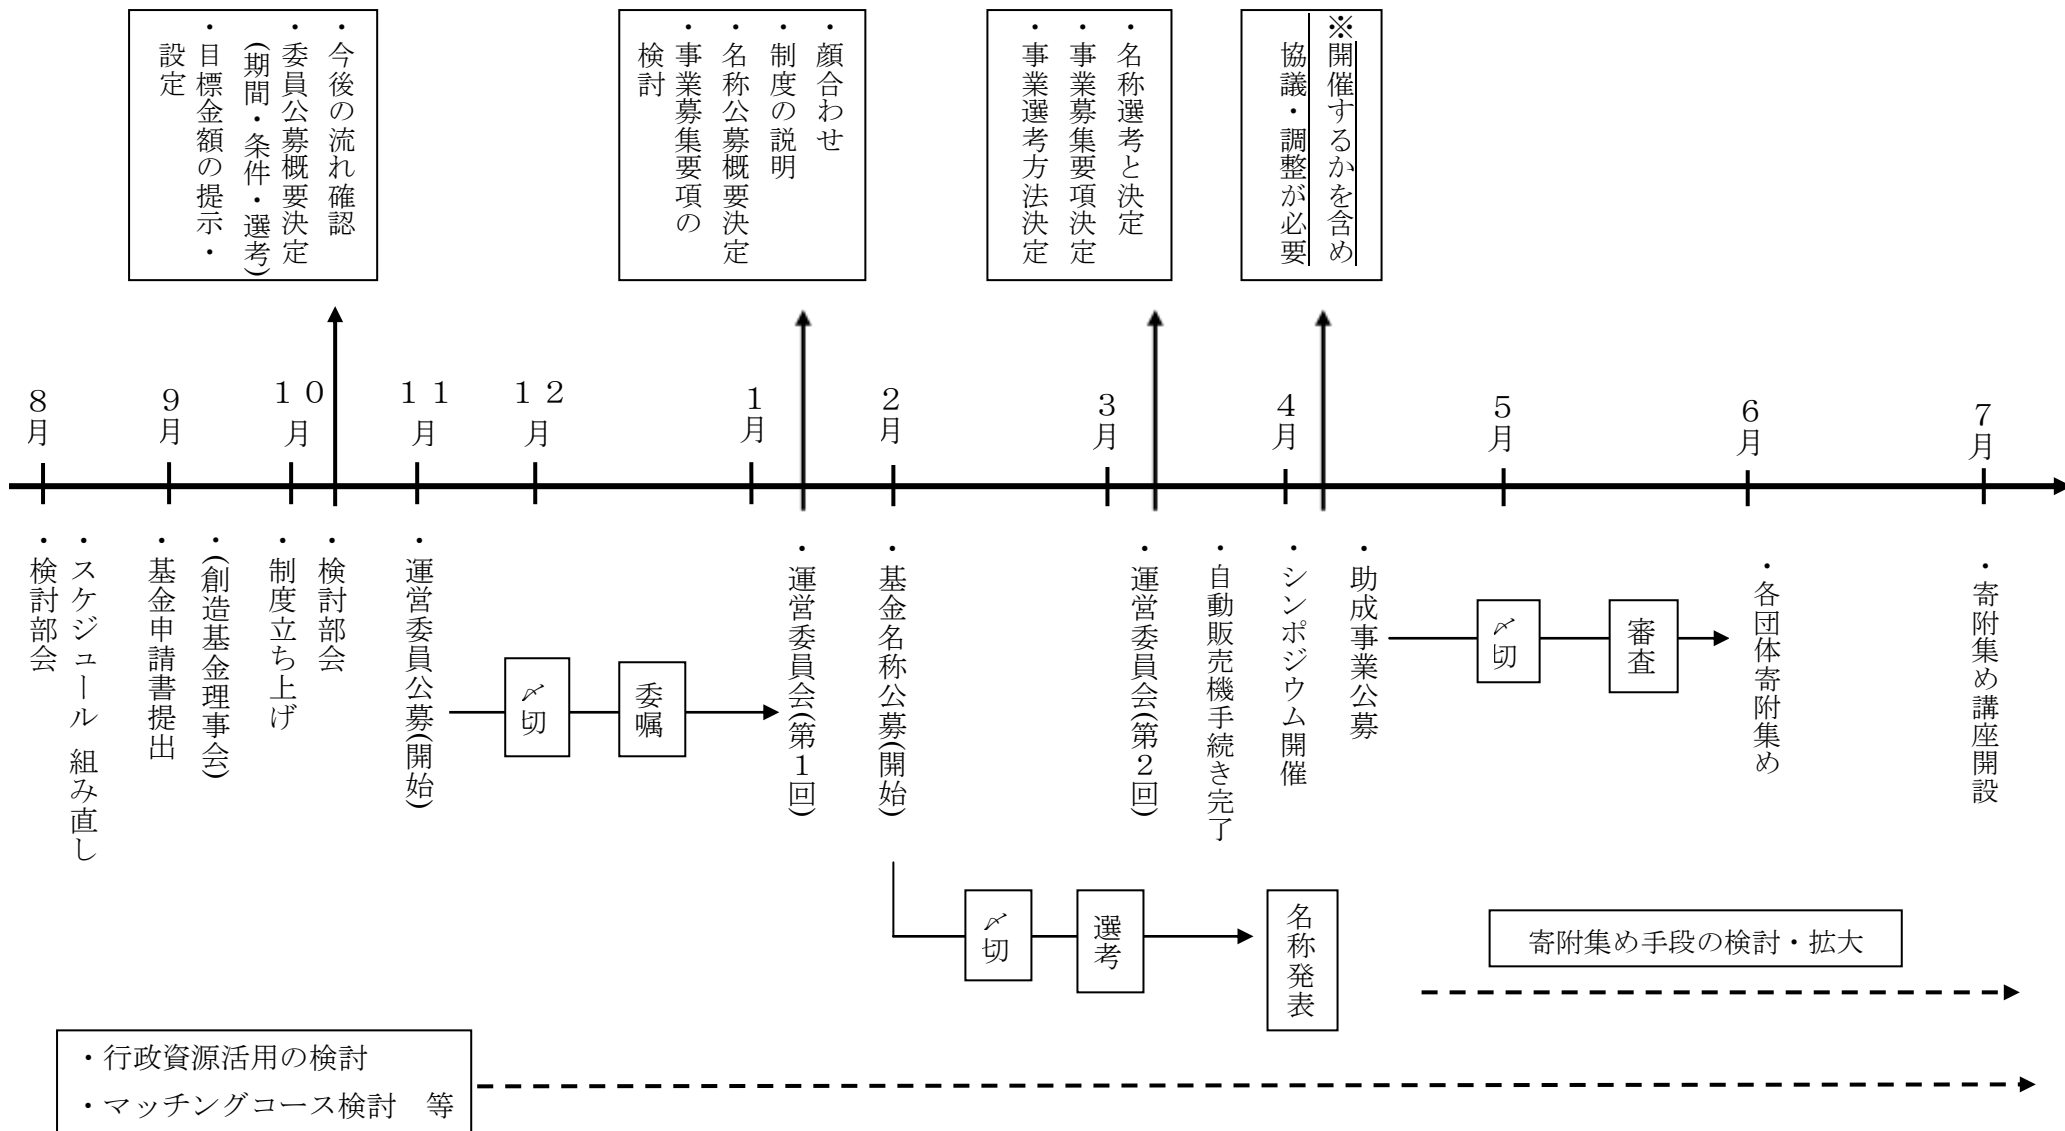 ・今後の流れ確認
・委員公募概要決定
(期間・条件・選考)
・目標金額の提示・
設定
・顔合わせ
・制度の説明
・名称公募概要決定
・事業募集要項の
検討
・名称選考と決定
・事業募集要項決定
・事業選考方法決定
※開催するかを含め
協議・調整が必要
8月
9月
10月
11月
12月
1月
2月
3月
4月
5月
6月
7月
・検討部会
・スケジュール 組み直し
・基金申請書提出
・(創造基金理事会)
・制度立ち上げ
・検討部会
・運営委員公募(開始)
〆切
委嘱
・運営委員会(第1回)
・基金名称公募(開始)
〆切
選考
名称発表
・運営委員会(第2回)
・自動販売機手続き完了
・シンポジウム開催
・助成事業公募
〆切
審査
・各団体寄附集め
・寄附集め講座開設
寄附集め手段の検討・拡大
・行政資源活用の検討
・マッチングコース検討　等